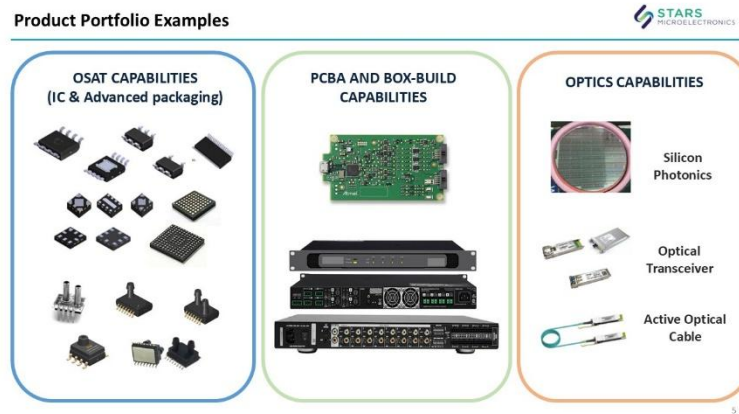 Product Portfolio Examples
STARS
MICROELECTRONICS
OSAT CAPABILITIES
(IC & Advanced packaging)
PCBA AND BOX-BUILD
CAPABILITIES
OPTICS CAPABILITIES
Silicon
Photonics
Optical
Transceiver
Active Optical
Cable
5